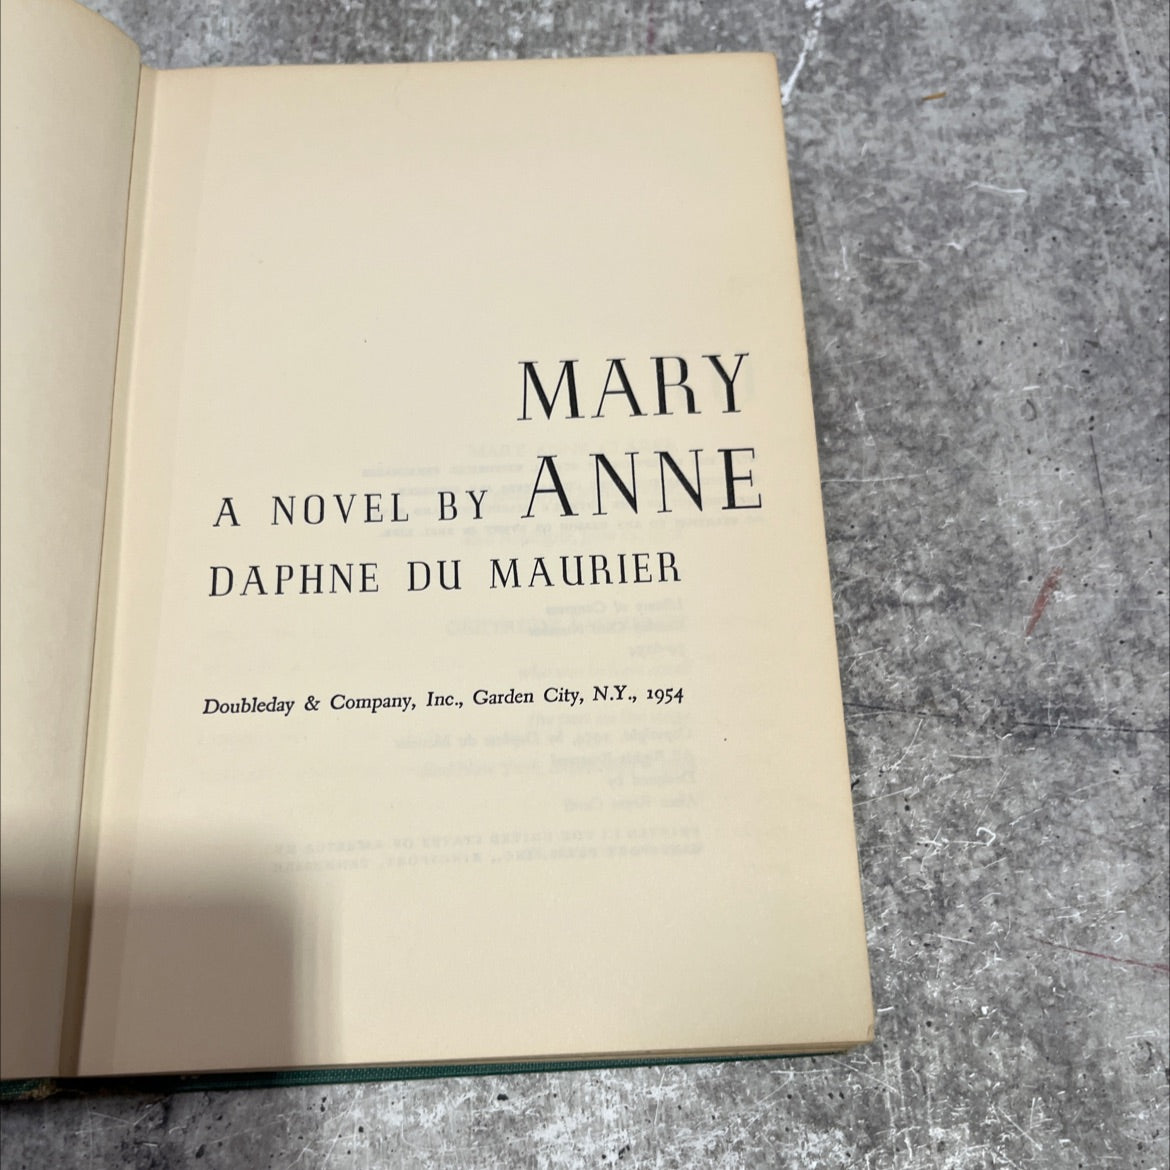 MARY
A NOVEL BY ANNE
DAPHNE DU MAURIER
Doubleday & Company, Inc., Garden City, N.Y., 1954